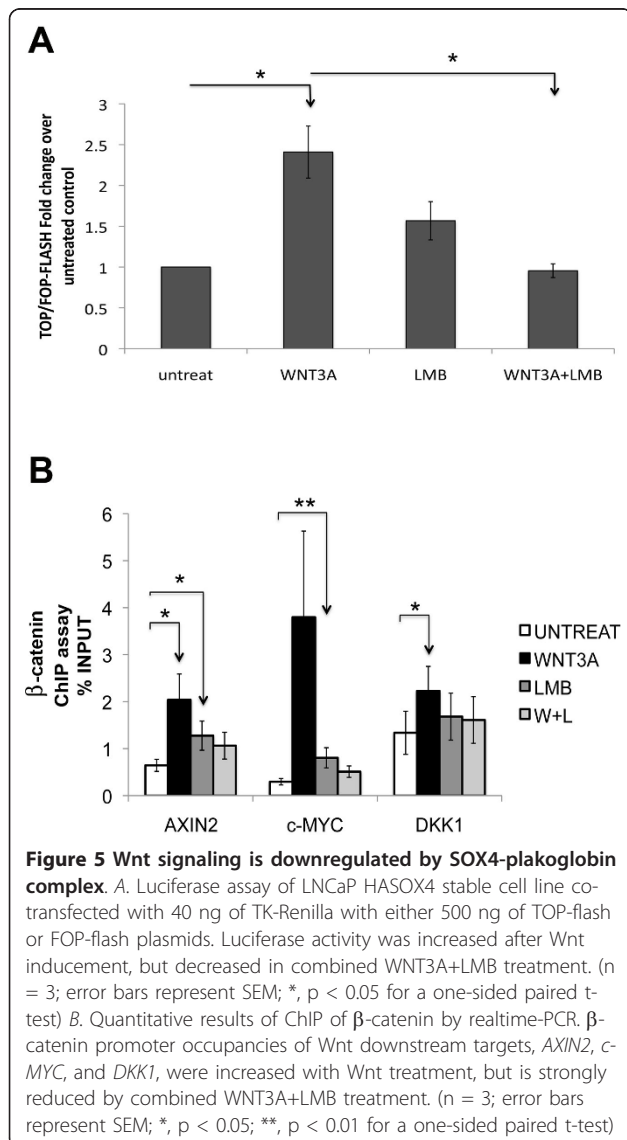 A
*
*
TOP/FOP-FLASH Fold change over
untreated control
3
2.5
2
1.5
1
0.5
0
untreat WNT3A LMB WNT3A+LMB
B
β-catenin
ChIP assay
% INPUT
6
5
4
3
2
1
0
*
*
**
*
UNTREAT
WNT3A
LMB
W+L
AXIN2 c-MYC DKK1
Figure 5 Wnt signaling is downregulated by SOX4-plakoglobin
complex. A. Luciferase assay of LNCaP HASOX4 stable cell line co-
transfected with 40 ng of TK-Renilla with either 500 ng of TOP-flash
or FOP-flash plasmids. Luciferase activity was increased after Wnt
inducement, but decreased in combined WNT3A+LMB treatment. (n
= 3; error bars represent SEM; *, p < 0.05 for a one-sided paired t-
test) B. Quantitative results of ChIP of β-catenin by realtime-PCR. β-
catenin promoter occupancies of Wnt downstream targets, AXIN2, c-
MYC, and DKK1, were increased with Wnt treatment, but is strongly
reduced by combined WNT3A+LMB treatment. (n = 3; error bars
represent SEM; *, p < 0.05; **, p < 0.01 for a one-sided paired t-test)